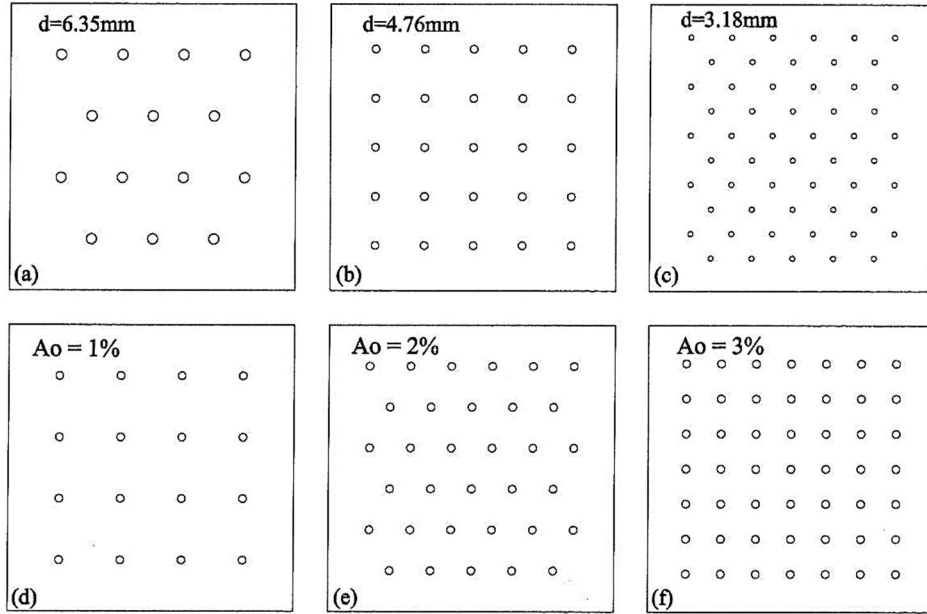 d=6.35mm
d=4.76mm
d=3.18mm
(a)
(b)
(c)
Ao = 1%
Ao = 2%
Ao = 3%
(d)
(e)
(f)